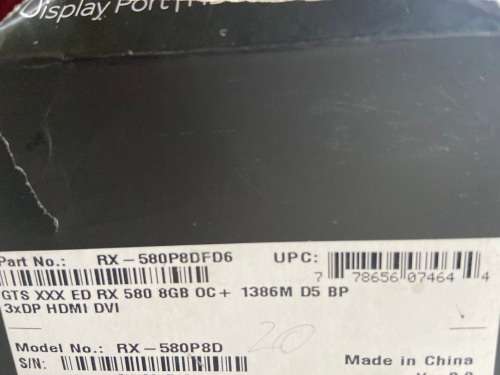 Display Port
Part No.: RX-580P8DFD6 UPC:
7 78656 07464 4
GTS XXX ED RX 580 8GB OC+ 1386M D5 BP
3xDP HDMI DVI
20
Model No.: RX-580P8D
S/N: Made in China